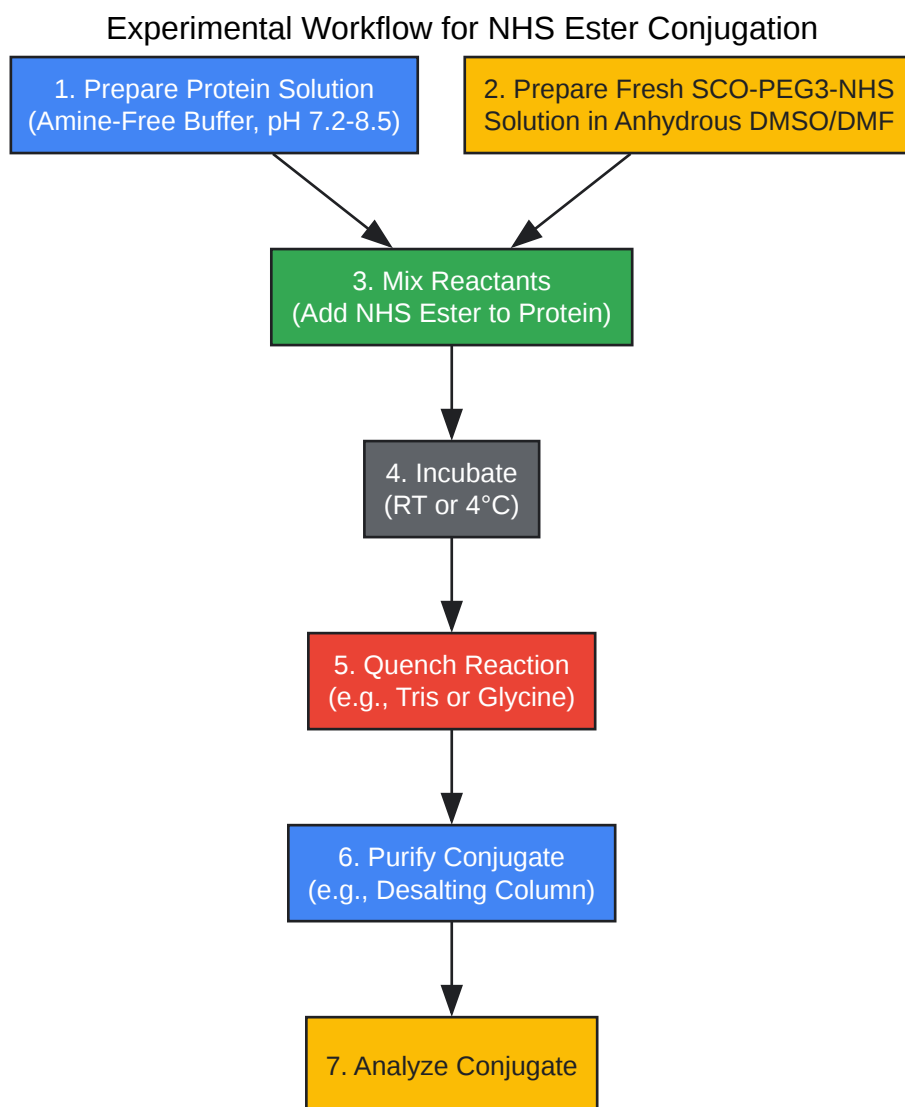 Experimental Workflow for NHS Ester Conjugation
1. Prepare Protein Solution
(Amine-Free Buffer, pH 7.2-8.5)
2. Prepare Fresh SCO-PEG3-NHS
Solution in Anhydrous DMSO/DMF
3. Mix Reactants
(Add NHS Ester to Protein)
4. Incubate
(RT or 4°C)
5. Quench Reaction
(e.g., Tris or Glycine)
6. Purify Conjugate
(e.g., Desalting Column)
7. Analyze Conjugate